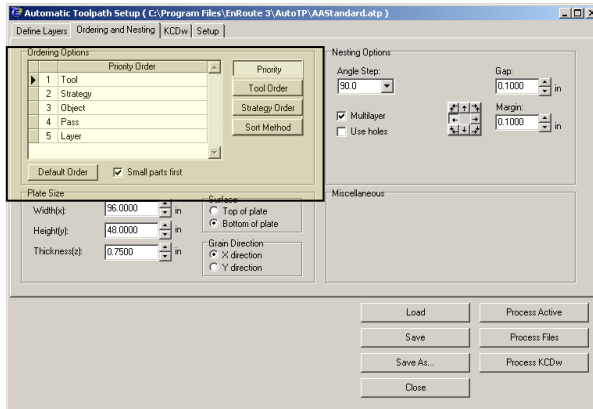 Automatic Toolpath Setup ( C:\Program Files\EnRoute 3\AutoTP\AAStandard.atp )
Define Layers Ordering and Nesting KCDw Setup
Ordering Options
Priority Order
1 Tool
2 Strategy
3 Object
4 Pass
5 Layer
Priority
Tool Order
Strategy Order
Sort Method
Default Order Small parts first
Nesting Options
Angle Step:
90.0
Gap:
0.1000 in
Multilayer
Use holes
Margin:
0.1000 in
Plate Size
Width(x): 96.0000 in
Height(y): 48.0000 in
Thickness(z): 0.7500 in
Surface
Top of plate
Bottom of plate
Grain Direction
X direction
Y direction
Miscellaneous
Load Process Active
Save Process Files
Save As... Process KCDw
Close